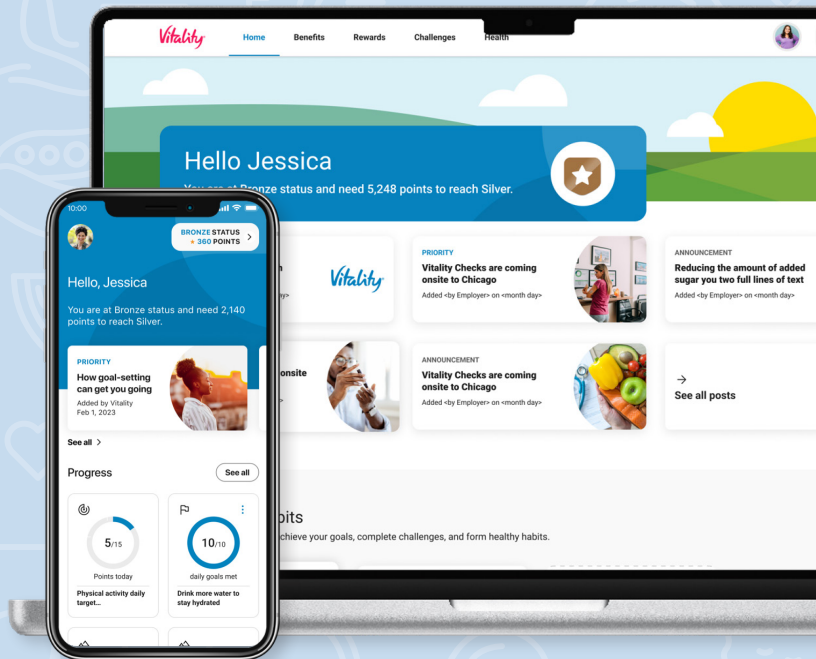 Vitality
Home
Benefits
Rewards
Challenges
Health
Hello Jessica
You are at Bronze status and need 5,248 points to reach Silver.
Vitality
PRIORITY
Vitality Checks are coming
onsite to Chicago
Added <by Employer> on <month day>
ANNOUNCEMENT
Reducing the amount of added
sugar you two full lines of text
Added <by Employer> on <month day>
onsite
ANNOUNCEMENT
Vitality Checks are coming
onsite to Chicago
Added <by Employer> on <month day>
→
See all posts
chieve your goals, complete challenges, and form healthy habits.
10:00
BRONZE STATUS
360 POINTS
Hello, Jessica
You are at Bronze status and need 2,140
points to reach Silver.
PRIORITY
How goal-setting
can get you going
Added by Vitality
Feb 1, 2023
See all >
Progress
See all
5/15
Points today
Physical activity daily
target...
10/10
daily goals met
Drink more water to
stay hydrated